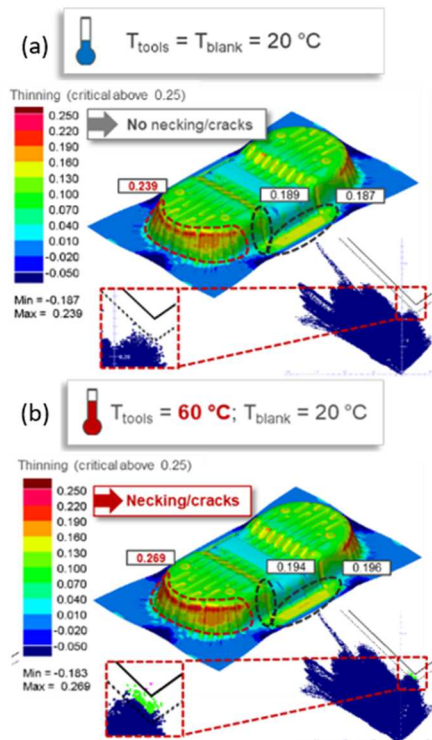 (a)
T tools = T blank = 20 °C
Thinning (critical above 0.25)
0.250
0.220
0.190
0.160
0.130
0.100
0.070
0.040
0.010
-0.020
-0.050
Min = -0.187
Max = 0.239
No necking/cracks
0.239
0.189
0.187
(b)
T tools = 60 °C; T blank = 20 °C
Thinning (critical above 0.25)
0.250
0.220
0.190
0.160
0.130
0.100
0.070
0.040
0.010
-0.020
-0.050
Min = -0.183
Max = 0.269
Necking/cracks
0.269
0.194
0.196